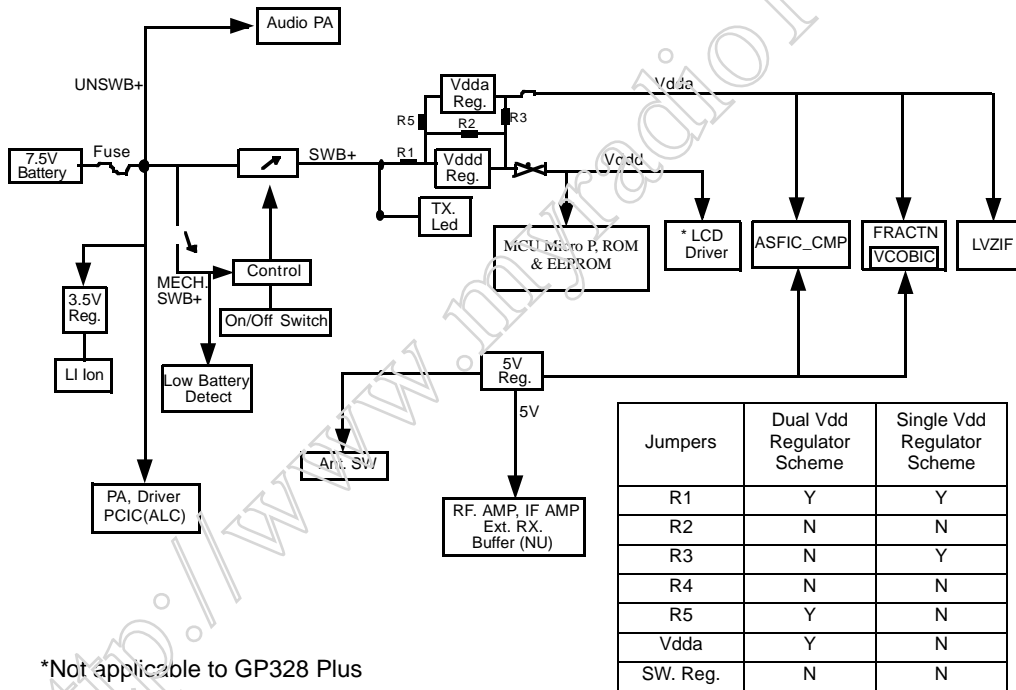 Audio PA
UNSWB+
Vdda
Reg.
Vdda
R5
R2
R3
7.5V
Battery
Fuse
SWB+
R1
Vddd
Reg.
Vddd
TX.
Led
MCU Micro P, ROM
& EEPROM
* LCD
Driver
ASFIC_CMP
FRACTN
VCOBIC
LVZIF
MECH.
SWB+
Control
On/Off Switch
3.5V
Reg.
LI Ion
Low Battery
Detect
5V
Reg.
5V
Ant. SW
PA, Driver
PCIC(ALC)
RF. AMP, IF AMP
Ext. RX.
Buffer (NU)
Jumpers
Dual Vdd
Regulator
Scheme
Single Vdd
Regulator
Scheme
R1 Y Y
R2 N N
R3 N Y
R4 N N
R5 Y N
Vdda Y N
SW. Reg. N N
*Not applicable to GP328 Plus